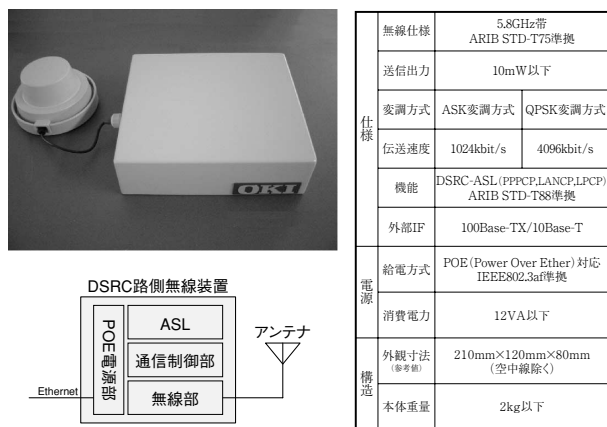 OKI
DSRC路側無線装置
POE電源部
ASL
通信制御部
無線部
アンテナ
Ethernet
仕様
無線仕様
5.8GHz帯
ARIB STD-T75準拠
送信出力
10mW以下
変調方式
ASK変調方式
QPSK変調方式
伝送速度
1024kbit/s
4096kbit/s
機能
DSRC-ASL(PPPCP,LANCP,LPCP)
ARIB STD-T88準拠
外部IF
100Base-TX/10Base-T
電源
給電方式
POE(Power Over Ether)対応
IEEE802.3af準拠
消費電力
12VA以下
構造
外観寸法
(参考値)
210mm×120mm×80mm
(空中線除く)
本体重量
2kg以下